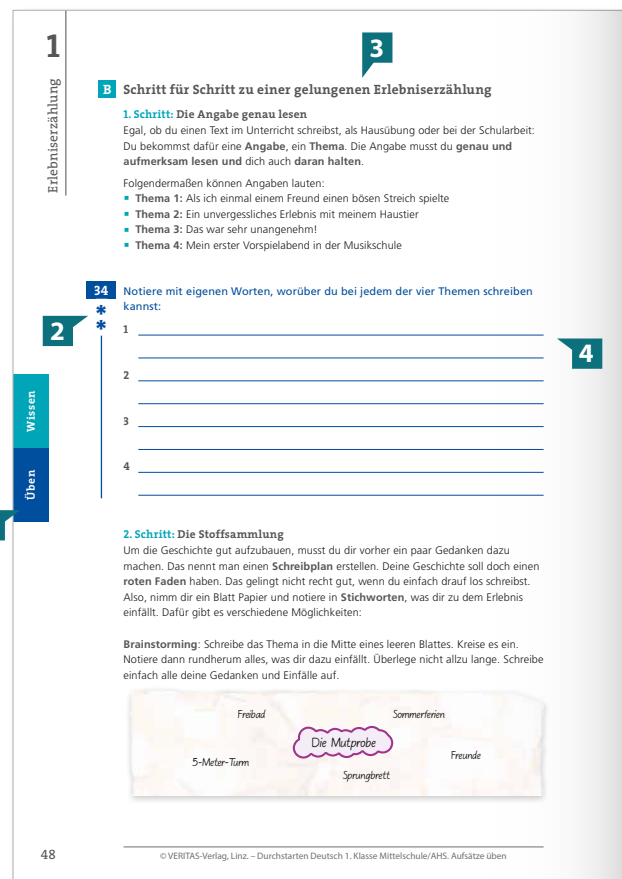 1
3
Erlebniserzählung
B Schritt für Schritt zu einer gelungenen Erlebniserzählung
1. Schritt: Die Angabe genau lesen
Egal, ob du einen Text im Unterricht schreibst, als Hausübung oder bei der Schularbeit:
Du bekommst dafür eine Angabe, ein Thema. Die Angabe musst du genau und
aufmerksam lesen und dich auch daran halten.
Folgendermaßen können Angaben lauten:
▪ Thema 1: Als ich einmal einem Freund einen bösen Streich spielte
▪ Thema 2: Ein unvergessliches Erlebnis mit meinem Haustier
▪ Thema 3: Das war sehr unangenehm!
▪ Thema 4: Mein erster Vorspielabend in der Musikschule
34 Notiere mit eigenen Worten, worüber du bei jedem der vier Themen schreiben
kannst:
*
*
2
1
4
2
3
4
Wissen
Üben
2. Schritt: Die Stoffsammlung
Um die Geschichte gut aufzubauen, musst du dir vorher ein paar Gedanken dazu
machen. Das nennt man einen Schreibplan erstellen. Deine Geschichte soll doch einen
roten Faden haben. Das gelingt nicht recht gut, wenn du einfach drauf los schreibst.
Also, nimm dir ein Blatt Papier und notiere in Stichworten, was dir zu dem Erlebnis
einfällt. Dafür gibt es verschiedene Möglichkeiten:
Brainstorming: Schreibe das Thema in die Mitte eines leeren Blattes. Kreise es ein.
Notiere dann rundherum alles, was dir dazu einfällt. Überlege nicht allzu lange. Schreibe
einfach alle deine Gedanken und Einfälle auf.
Freibad
Sommerferien
Die Mutprobe
5-Meter-Turm
Freunde
Sprungbrett
48
© VERITAS-Verlag, Linz. – Durchstarten Deutsch 1. Klasse Mittelschule/AHS. Aufsätze üben